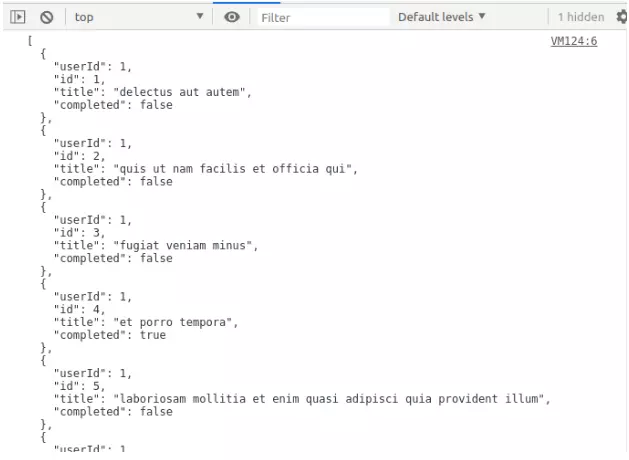 top Filter Default levels 1 hidden
[ VM124:6
{
"userId": 1,
"id": 1,
"title": "delectus aut autem",
"completed": false
},
{
"userId": 1,
"id": 2,
"title": "quis ut nam facilis et officia qui",
"completed": false
},
{
"userId": 1,
"id": 3,
"title": "fugiat veniam minus",
"completed": false
},
{
"userId": 1,
"id": 4,
"title": "et porro tempora",
"completed": true
},
{
"userId": 1,
"id": 5,
"title": "laboriosam mollitia et enim quasi adipisci quia provident illum",
"completed": false
},
{
"userId": 1